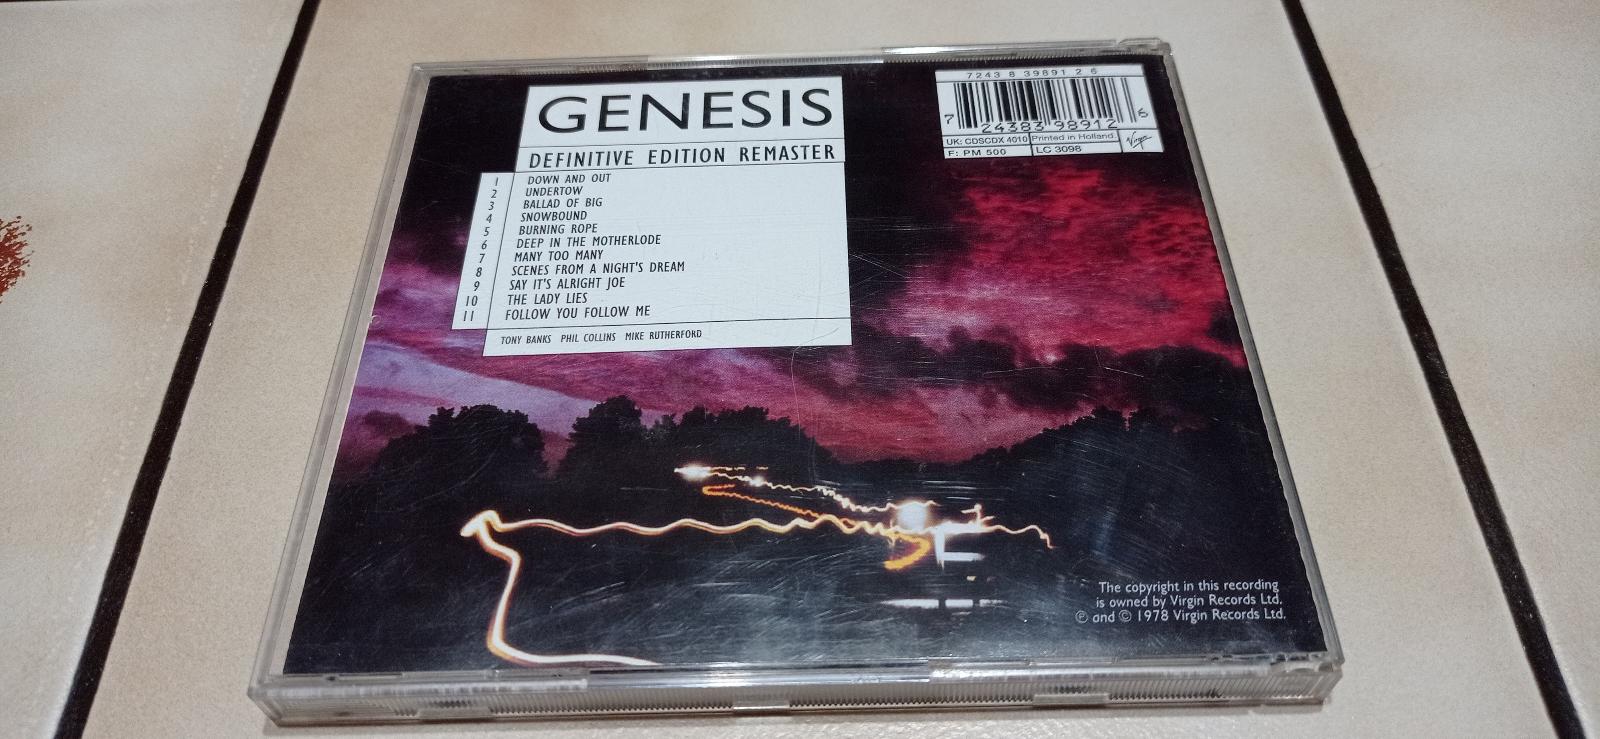 GENESIS
DEFINITIVE EDITION REMASTER
1 DOWN AND OUT
2 UNDERTOW
3 BALLAD OF BIG
4 SNOWBOUND
5 BURNING ROPE
6 DEEP IN THE MOTHERLODE
7 MANY TOO MANY
8 SCENES FROM A NIGHT'S DREAM
9 SAY IT'S ALRIGHT JOE
10 THE LADY LIES
11 FOLLOW YOU FOLLOW ME
TONY BANKS PHIL COLLINS MIKE RUTHERFORD
7243 8 39891 2 6
7 24383 98912 6
UK: CDSCDX 4010 Printed in Holland.
F: PM 500 LC 3098
Virgin
The copyright in this recording
is owned by Virgin Records Ltd.
℗ and © 1978 Virgin Records Ltd.